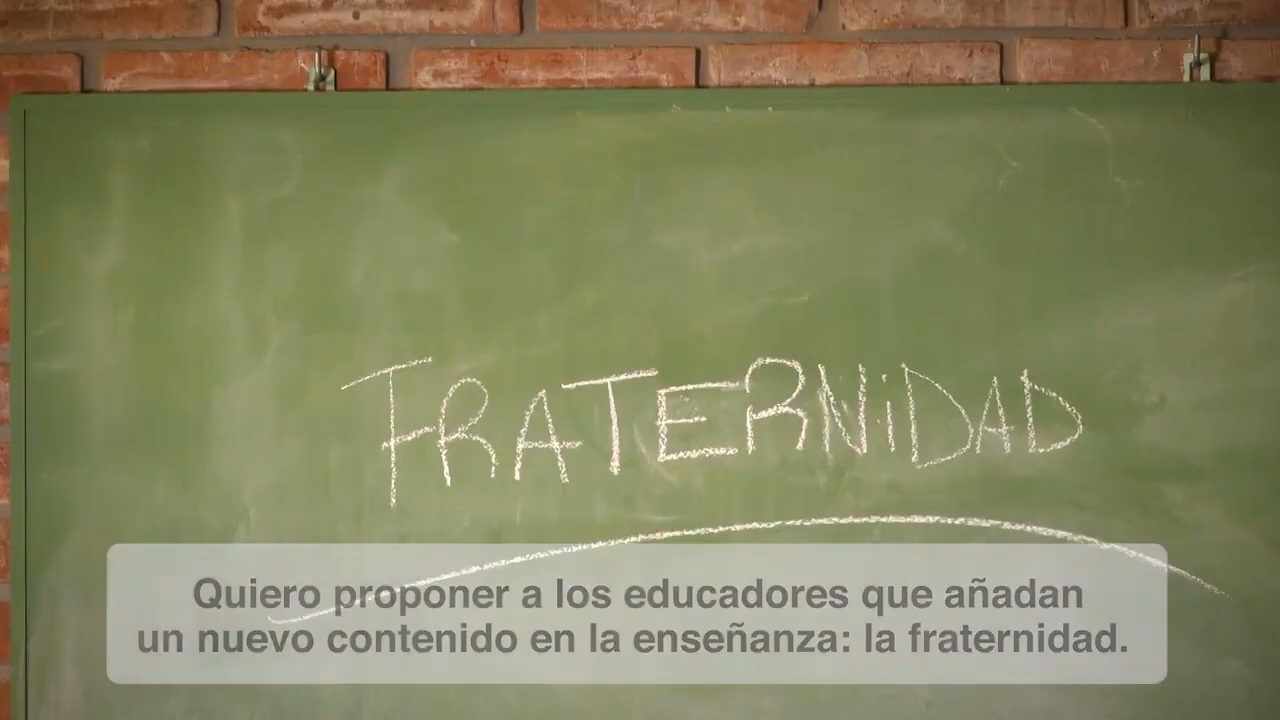 FRATERNiDAD
Quiero proponer a los educadores que añadan
un nuevo contenido en la enseñanza: la fraternidad.